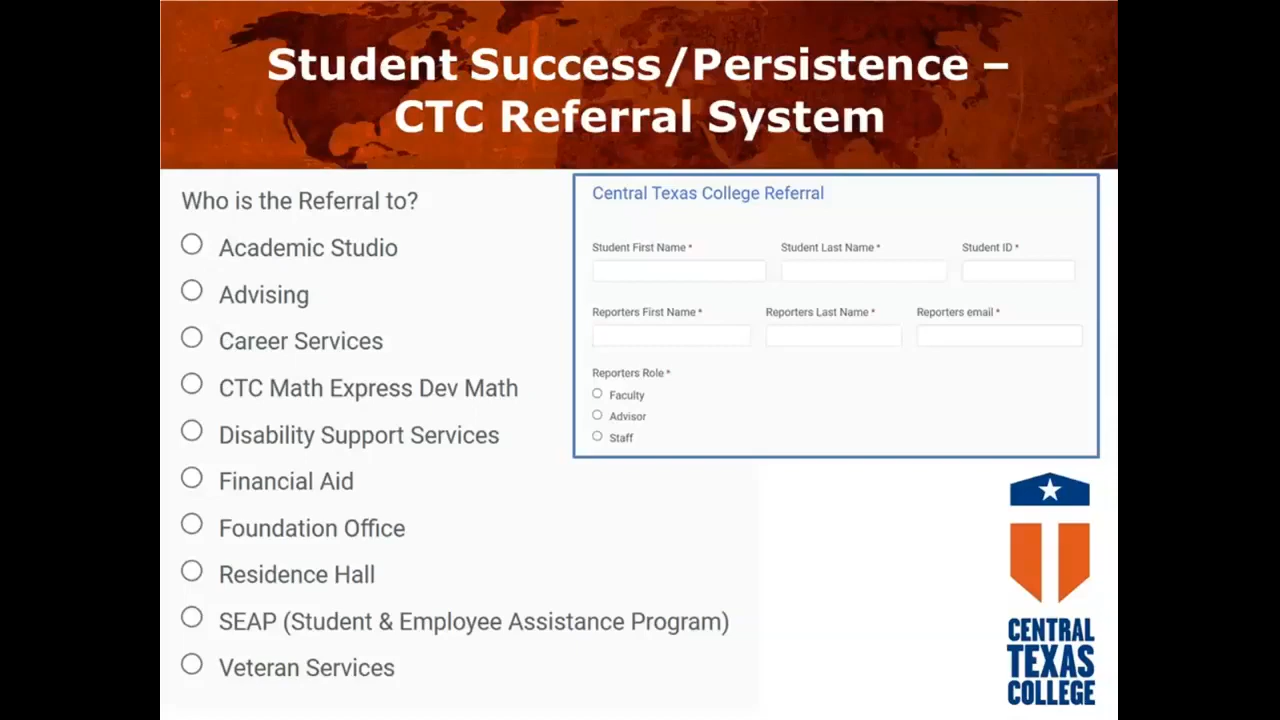 Student Success/Persistence –
CTC Referral System
Who is the Referral to?
Academic Studio
Advising
Career Services
CTC Math Express Dev Math
Disability Support Services
Financial Aid
Foundation Office
Residence Hall
SEAP (Student & Employee Assistance Program)
Veteran Services
Central Texas College Referral
Student First Name * Student Last Name * Student ID *
Reporters First Name * Reporters Last Name * Reporters email *
Reporters Role *
Faculty
Advisor
Staff
CENTRAL
TEXAS
COLLEGE